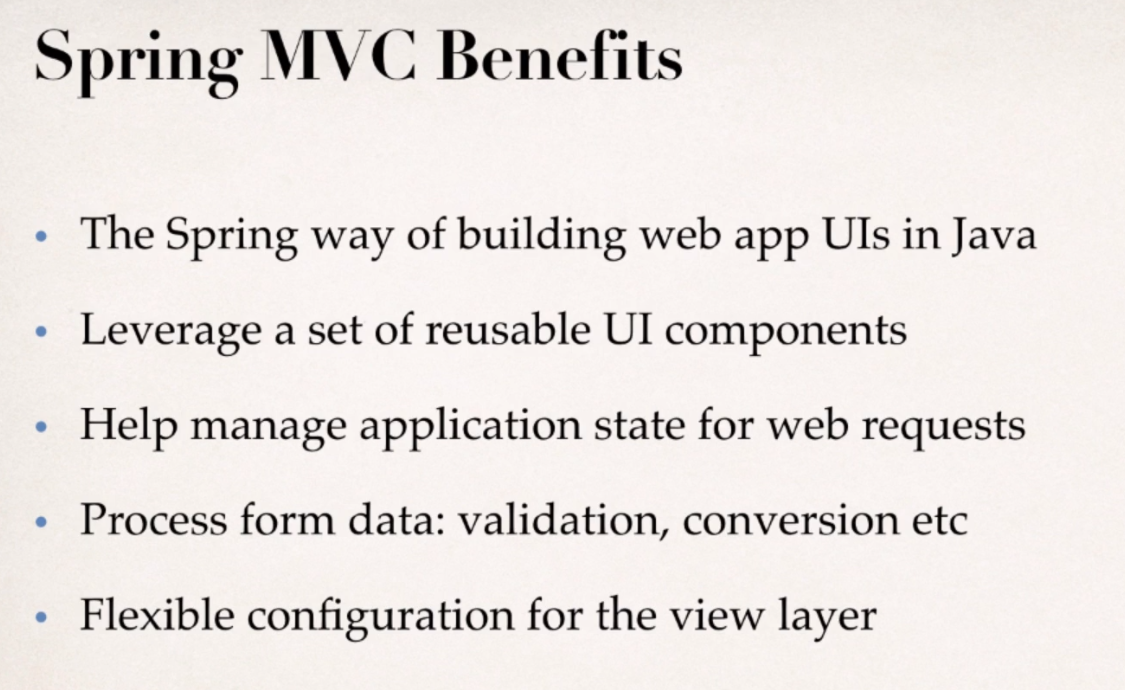 Spring MVC Benefits
• The Spring way of building web app UIs in Java
• Leverage a set of reusable UI components
• Help manage application state for web requests
• Process form data: validation, conversion etc
• Flexible configuration for the view layer